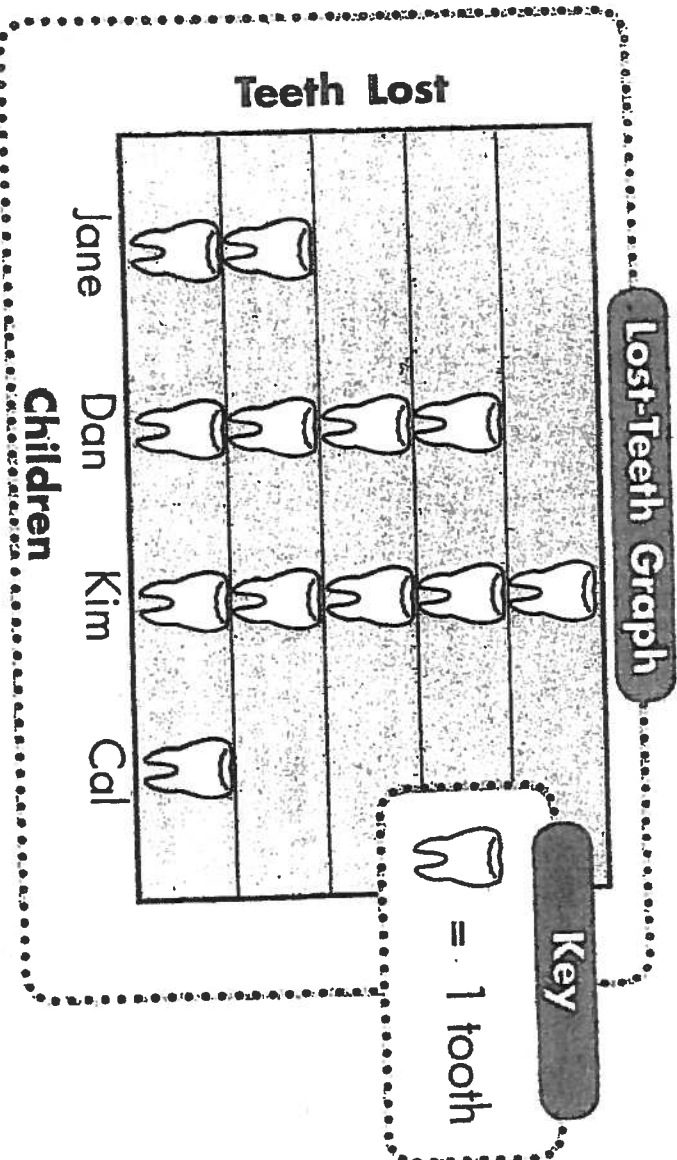 Lost-Teeth Graph
Teeth Lost
Jane
Dan
Kim
Cal
Children
Key
= 1 tooth